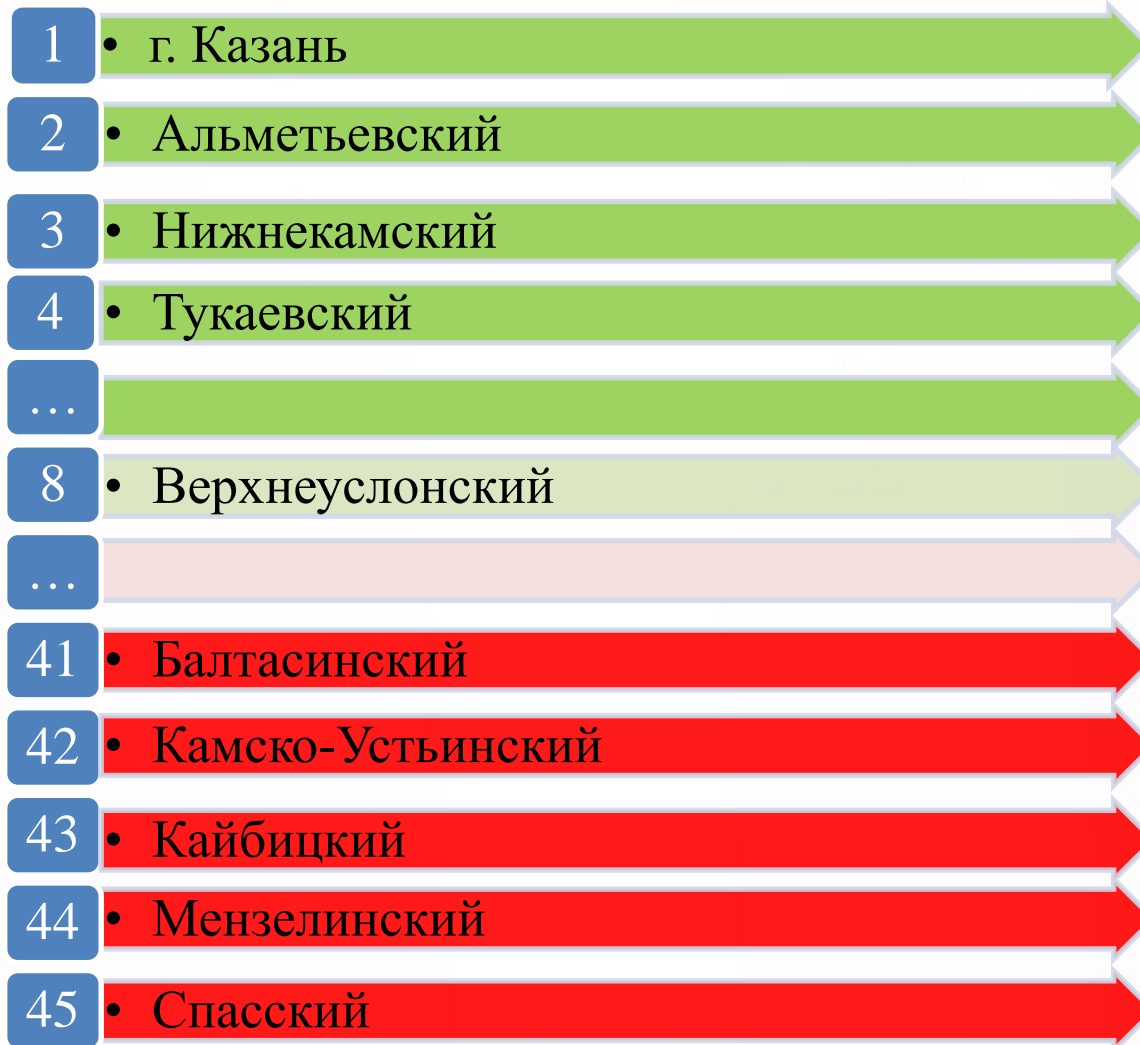 1 • г. Казань
2 • Альметьевский
3 • Нижнекамский
4 • Тукаевский
…
8 • Верхнеуслонский
…
41 • Балтасинский
42 • Камско-Устьинский
43 • Кайбицкий
44 • Мензелинский
45 • Спасский